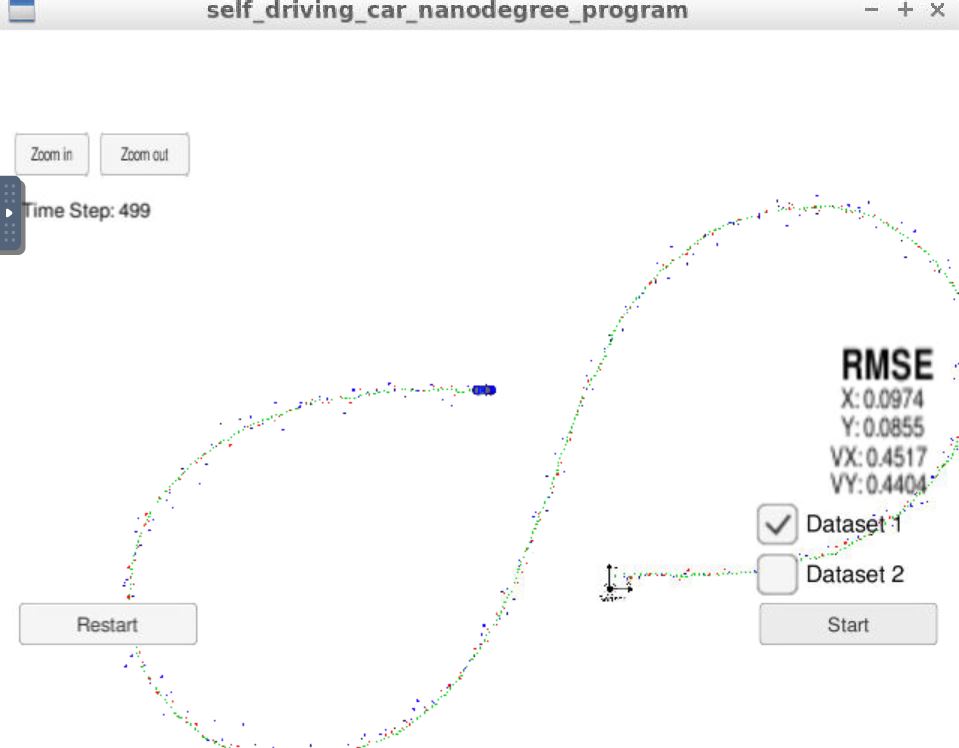 self_driving_car_nanodegree_program
Zoom in
Zoom out
Time Step: 499
RMSE
X: 0.0974
Y: 0.0855
VX: 0.4517
VY: 0.4404
Dataset 1
Dataset 2
Restart
Start